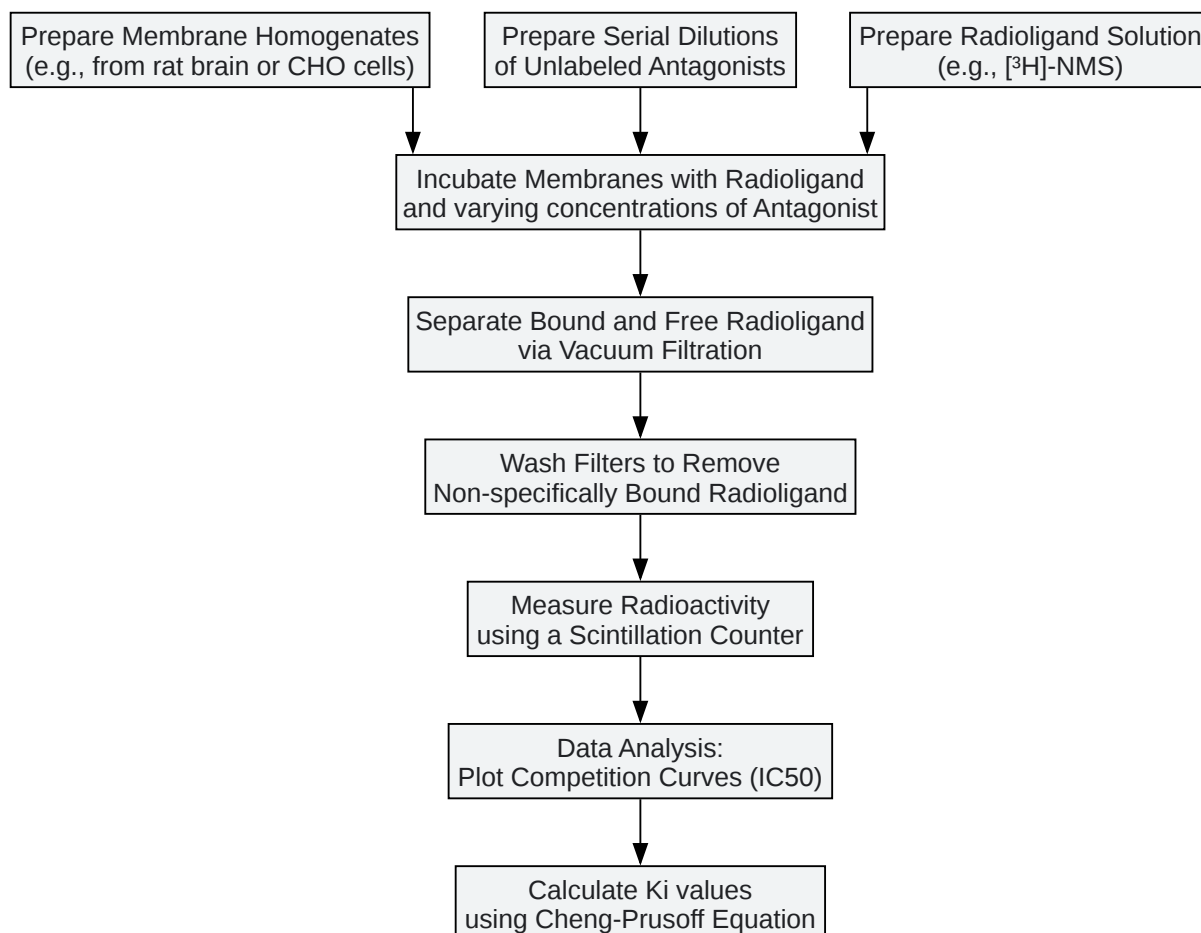 Prepare Membrane Homogenates
(e.g., from rat brain or CHO cells)
Prepare Serial Dilutions
of Unlabeled Antagonists
Prepare Radioligand Solution
(e.g., [³H]-NMS)
Incubate Membranes with Radioligand
and varying concentrations of Antagonist
Separate Bound and Free Radioligand
via Vacuum Filtration
Wash Filters to Remove
Non-specifically Bound Radioligand
Measure Radioactivity
using a Scintillation Counter
Data Analysis:
Plot Competition Curves (IC50)
Calculate Ki values
using Cheng-Prusoff Equation